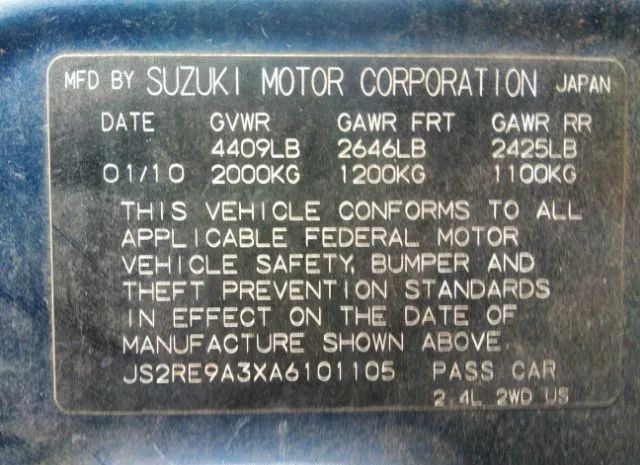 MFD BY SUZUKI MOTOR CORPORATION JAPAN
DATE GVWR GAWR FRT GAWR RR
4409LB 2646LB 2425LB
01/10 2000KG 1200KG 1100KG
THIS VEHICLE CONFORMS TO ALL
APPLICABLE FEDERAL MOTOR
VEHICLE SAFETY, BUMPER AND
THEFT PREVENTION STANDARDS
IN EFFECT ON THE DATE OF
MANUFACTURE SHOWN ABOVE.
JS2RE9A3XA6101105 PASS CAR
2.4L 2WD US